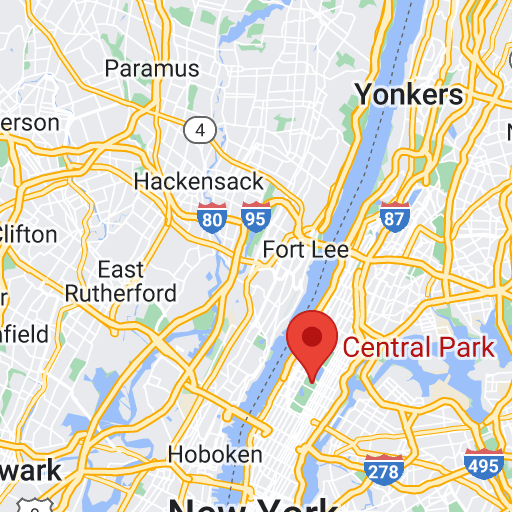 Paramus
Yonkers
erson
4
N
Hackensack
80
95
87
Clifton
Fort Lee
East
Rutherford
r
field
Central Park
Hoboken
wark
278
495
New York